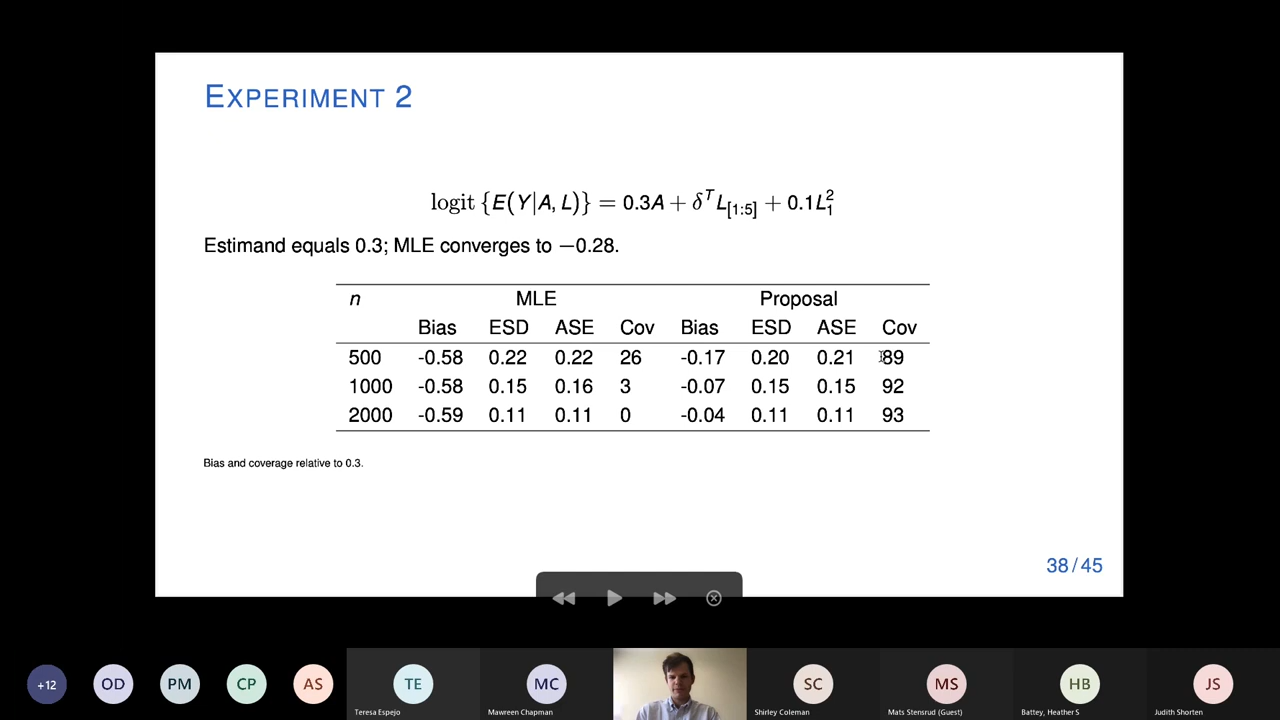 EXPERIMENT 2
logit {E(Y|A, L)} = 0.3A + δᵀL[1:5] + 0.1L₁²
Estimand equals 0.3; MLE converges to −0.28.
n MLE Proposal
Bias ESD ASE Cov Bias ESD ASE Cov
500 -0.58 0.22 0.22 26 -0.17 0.20 0.21 89
1000 -0.58 0.15 0.16 3 -0.07 0.15 0.15 92
2000 -0.59 0.11 0.11 0 -0.04 0.11 0.11 93
Bias and coverage relative to 0.3.
38/45
+12 OD PM CP AS TE MC SC MS HB JS
Teresa Espejo Mawreen Chapman Shirley Coleman Mats Stensrud (Guest) Battey, Heather S Judith Shorten